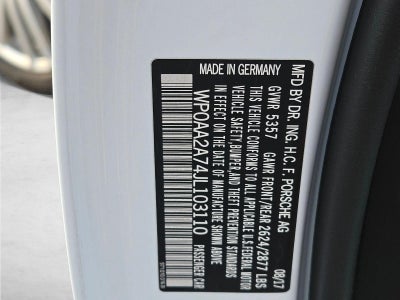 MFD BY DR. ING. H.C. F. PORSCHE AG
GVWR 5357 GAWR FRONT/REAR 2624/2877 LBS 08/17
THIS VEHICLE CONFORMS TO ALL APPLICABLE U.S. FEDERAL MOTOR
VEHICLE SAFETY, BUMPER, AND THEFT PREVENTION STANDARDS
IN EFFECT ON THE DATE OF MANUFACTURE SHOWN ABOVE
WP0AA2A74JL103110 PASSENGER CAR
MADE IN GERMANY